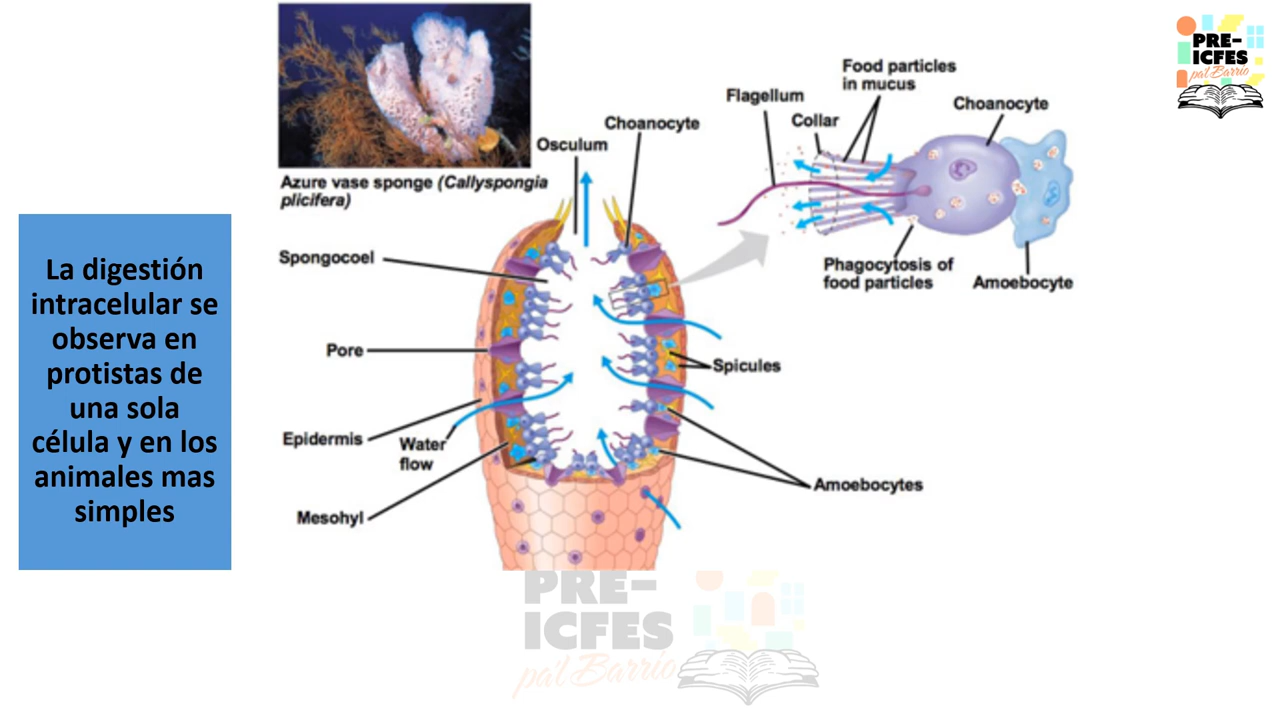 PRE-
ICFES
pa'l Barrio
Food particles
in mucus
Flagellum
Choanocyte
Collar
Choanocyte
Osculum
Azure vase sponge (Callyspongia
plicifera)
La digestión
intracelular se
observa en
protistas de
una sola
célula y en los
animales mas
simples
Spongocoel
Phagocytosis of
food particles
Amoebocyte
Pore
Spicules
Epidermis
Water
flow
Amoebocytes
Mesohyl
PRE-
ICFES
pa'l Barrio